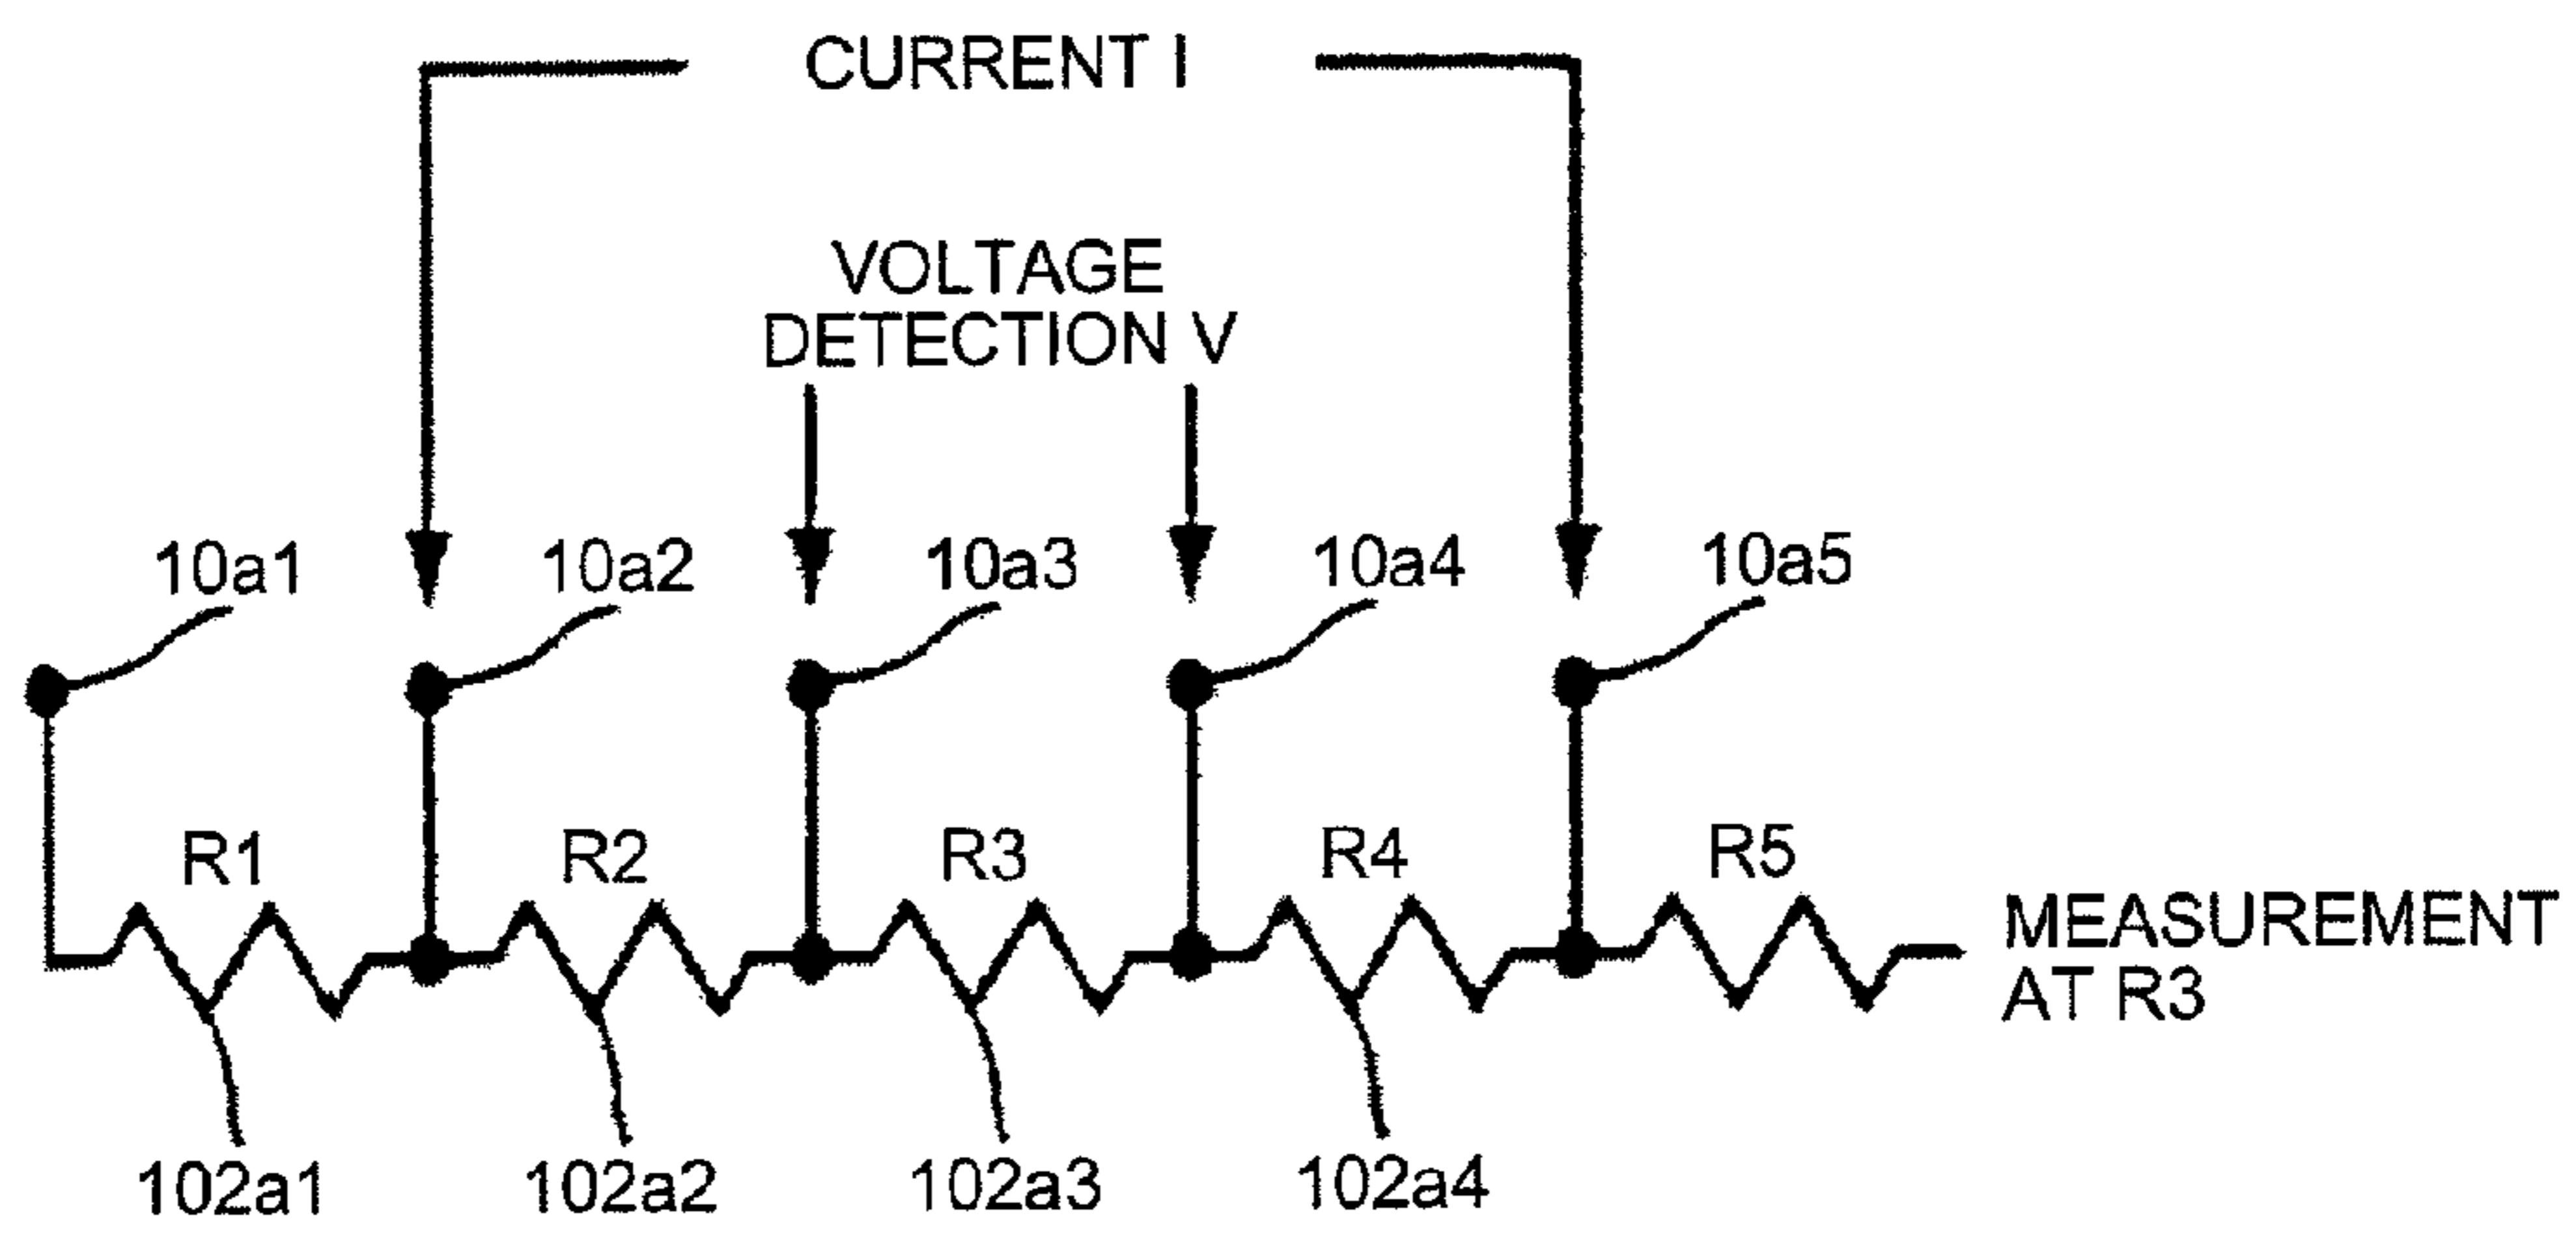 CURRENT I
VOLTAGE
DETECTION V
10a1
10a2
10a3
10a4
10a5
R1
R2
R3
R4
R5
MEASUREMENT
AT R3
102a1
102a2
102a3
102a4